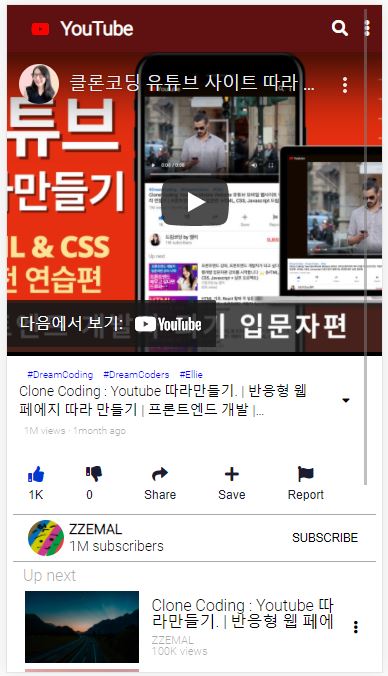 YouTube
클론코딩 유튜브 사이트 따라 ...
튜브
라만들기
ML & CSS
전 연습편
다음에서 보기: YouTube
기 입문자편
#DreamCoding #DreamCoders #Ellie
Clone Coding : Youtube 따라만들기. | 반응형 웹
페에지 따라 만들기 | 프론트엔드 개발 |...
1M views · 1month ago
1K 0 Share Save Report
ZZEMAL
1M subscribers
SUBSCRIBE
Up next
Clone Coding : Youtube 따
라만들기. | 반응형 웹 페에
ZZEMAL
100K views